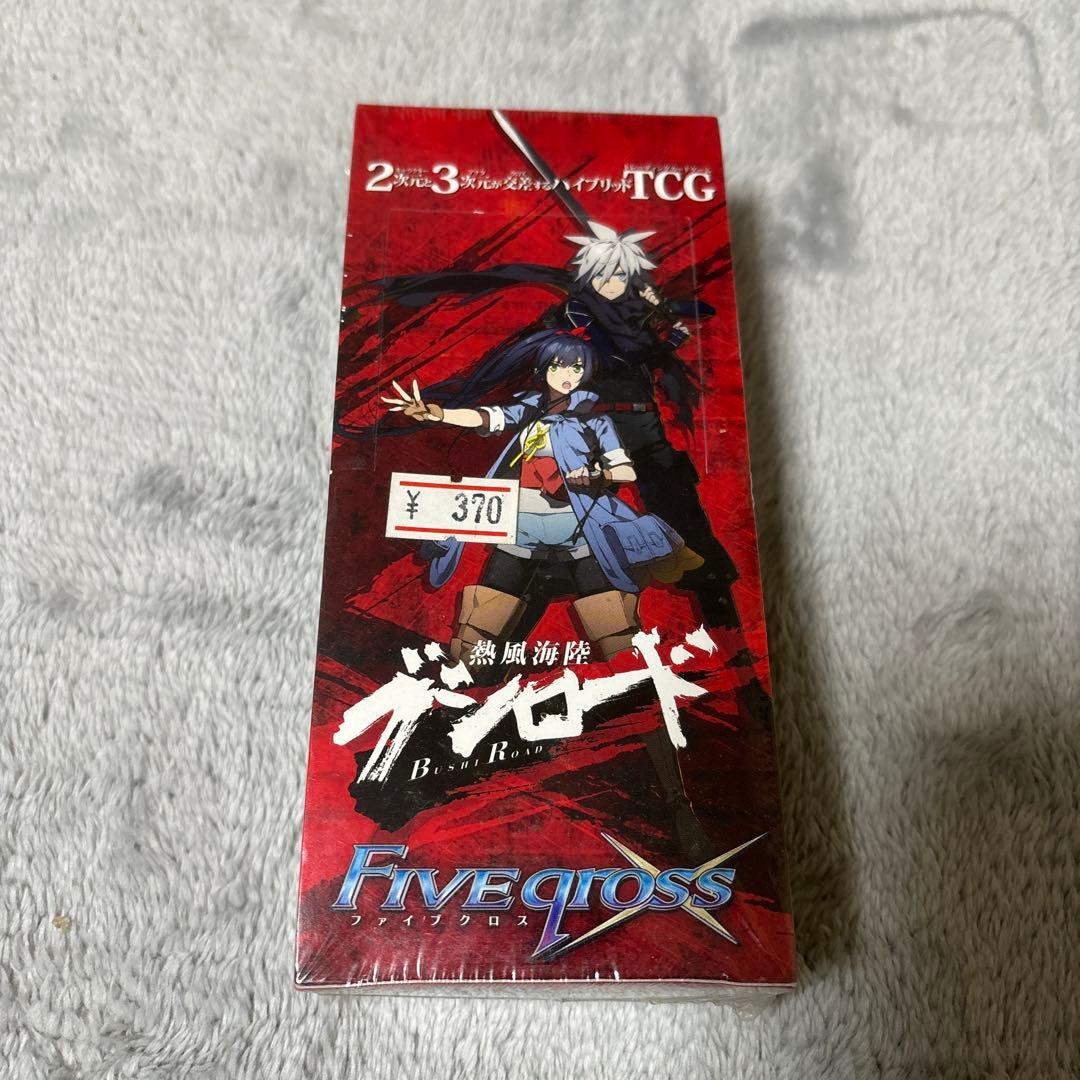 2次元と3次元が交差するハイブリッドTCG
¥ 370
熱風海陸
ブシロード
BUSHI ROAD
FIVE qross
ファイブクロス